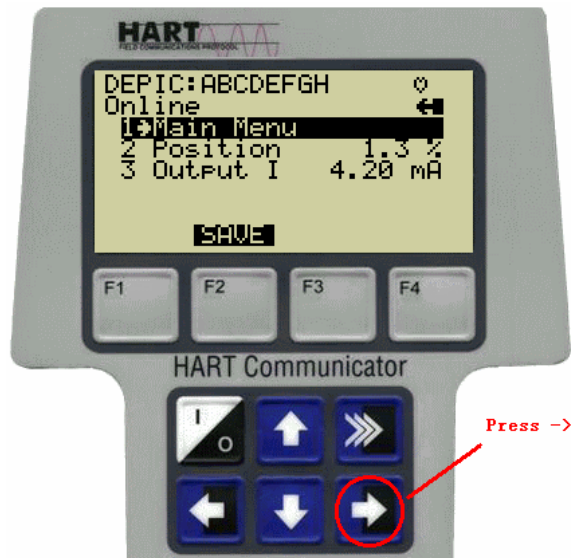 HART
FIELD COMMUNICATIONS PROTOCOL
DEPIC:ABCDEFGH
Online
1→Main Menu
2 Position 1.3 %
3 Output I 4.20 mA
SAVE
F1 F2 F3 F4
HART Communicator
I
O
Press ->